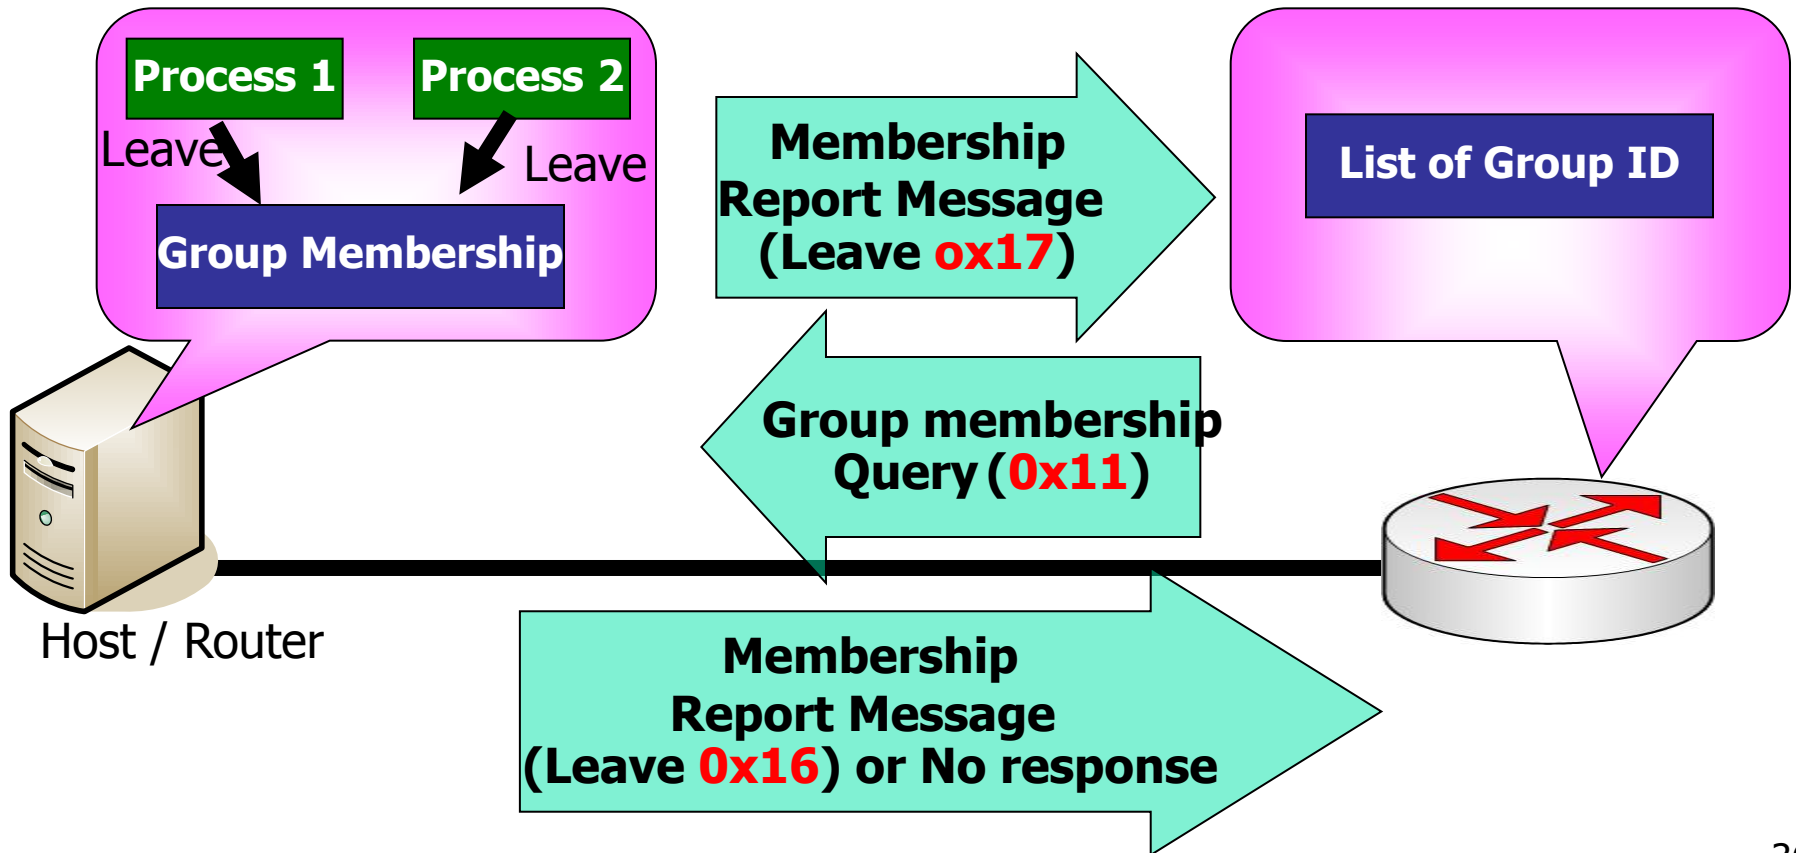 Process 1
Process 2
Leave
Leave
Group Membership
Membership
Report Message
(Leave ox17)
List of Group ID
Group membership
Query (0x11)
Host / Router
Membership
Report Message
(Leave 0x16) or No response